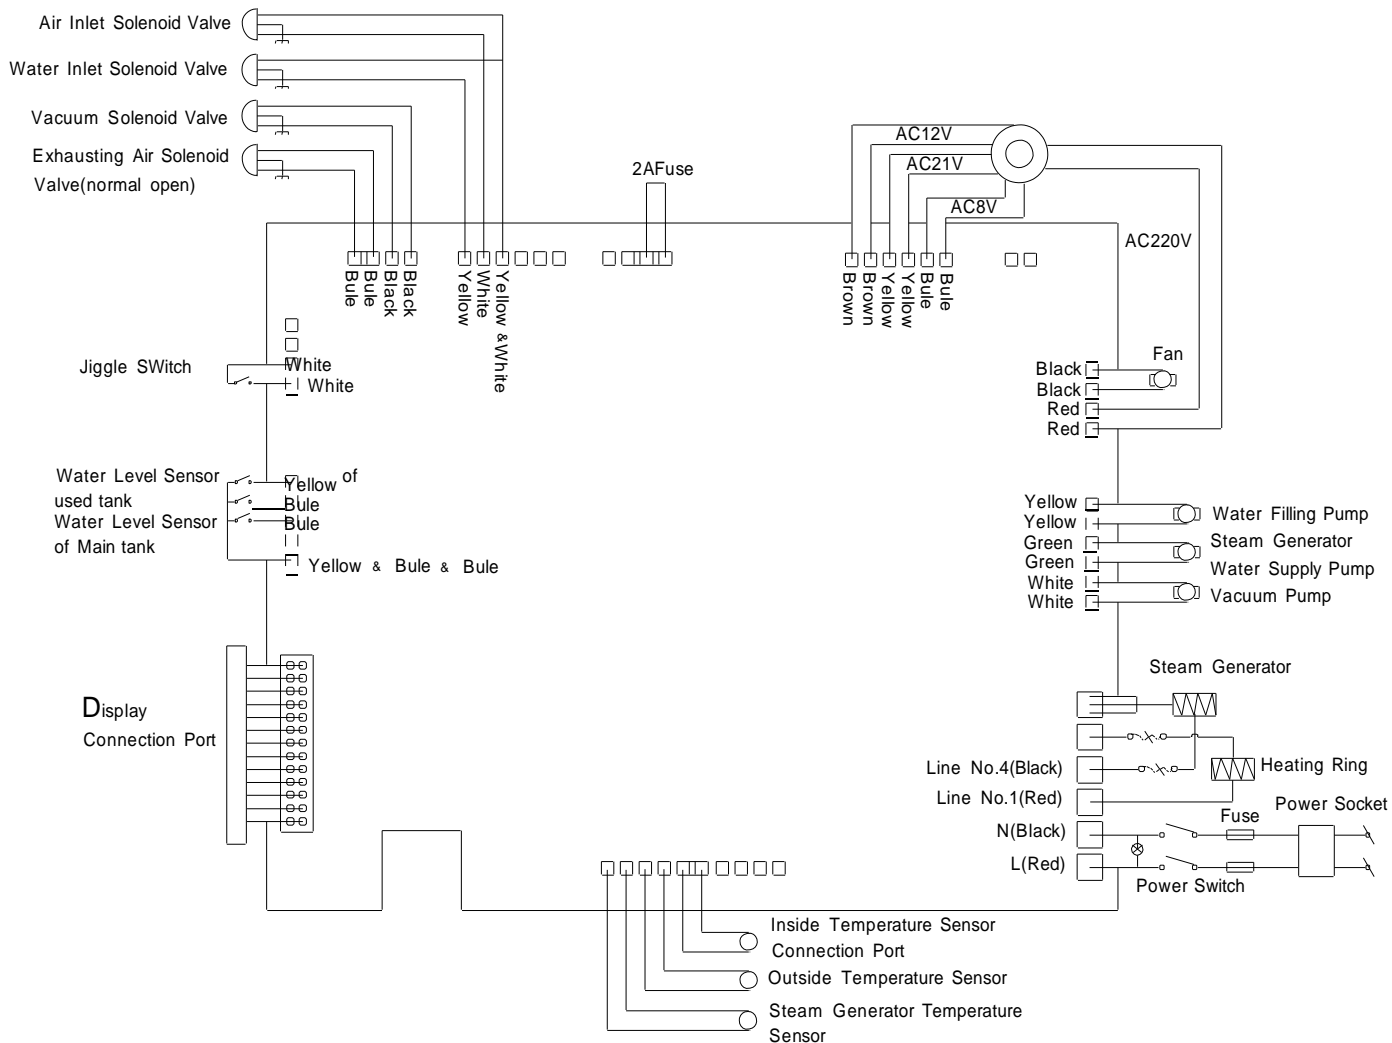 Air Inlet Solenoid Valve
Water Inlet Solenoid Valve
Vacuum Solenoid Valve
Exhausting Air Solenoid
Valve(normal open)
2AFuse
AC12V
AC21V
AC8V
AC220V
Bule
Bule
Black
Black
Yellow
White
Yellow &White
Brown
Brown
Yellow
Yellow
Bule
Bule
Jiggle SWitch
White
White
Fan
Black
Black
Red
Red
Water Level Sensor
used tank
Water Level Sensor
of Main tank
Yellow of
Bule
Bule
Yellow & Bule & Bule
Yellow
Yellow
Green
Green
White
White
Water Filling Pump
Steam Generator
Water Supply Pump
Vacuum Pump
Display
Connection Port
Steam Generator
Line No.4(Black)
Heating Ring
Line No.1(Red)
Power Socket
Fuse
N(Black)
L(Red)
Power Switch
Inside Temperature Sensor
Connection Port
Outside Temperature Sensor
Steam Generator Temperature
Sensor